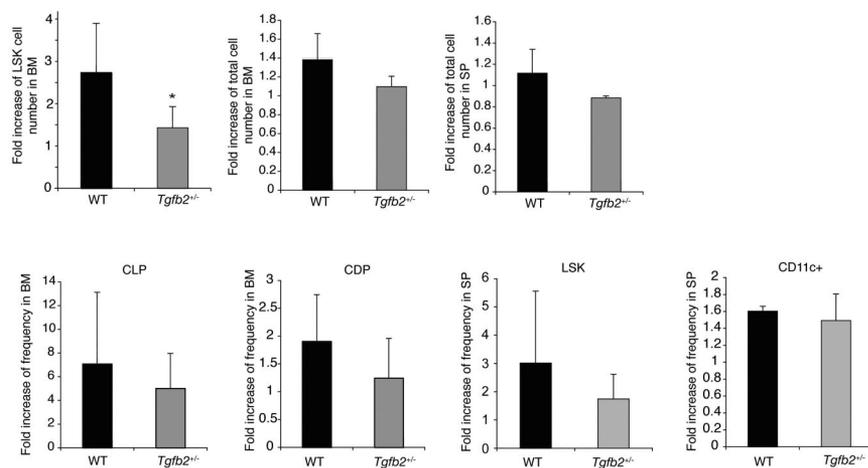 Fold increase of LSK cell
number in BM
4
3
2
1
0
*
WT
Tgfb2+/-
Fold increase of total cell
number in BM
1.8
1.6
1.4
1.2
1
0.8
0.6
0.4
0.2
0
WT
Tgfb2+/-
Fold increase of total cell
number in SP
1.6
1.4
1.2
1
0.8
0.6
0.4
0.2
0
WT
Tgfb2+/-
CLP
Fold increase of frequency in BM
14
12
10
8
6
4
2
0
WT
Tgfb2+/-
CDP
Fold increase of frequency in BM
3
2.5
2
1.5
1
0.5
0
WT
Tgfb2+/-
LSK
Fold increase of frequency in SP
6
5
4
3
2
1
0
WT
Tgfb2+/-
CD11c+
Fold increase of frequency in SP
2
1.8
1.6
1.4
1.2
1
0.8
0.6
0.4
0.2
0
WT
Tgfb2+/-